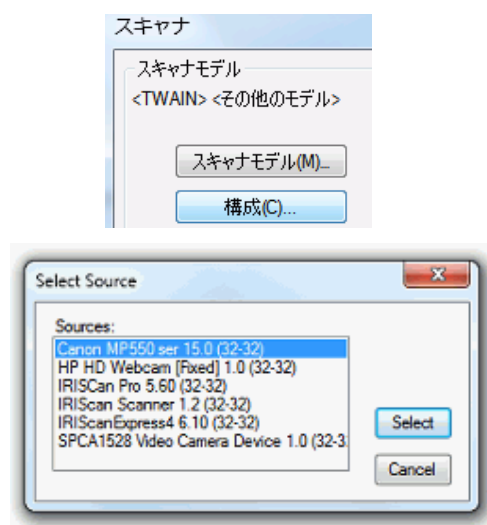 スキャナ
スキャナモデル
<TWAIN> <その他のモデル>
スキャナモデル(M)...
構成(C)...
Select Source
Sources:
Canon MP550 ser 15.0 (32-32)
HP HD Webcam [Fixed] 1.0 (32-32)
IRISCan Pro 5.60 (32-32)
IRIScan Scanner 1.2 (32-32)
IRIScanExpress4 6.10 (32-32)
SPCA1528 Video Camera Device 1.0 (32-3
Select
Cancel